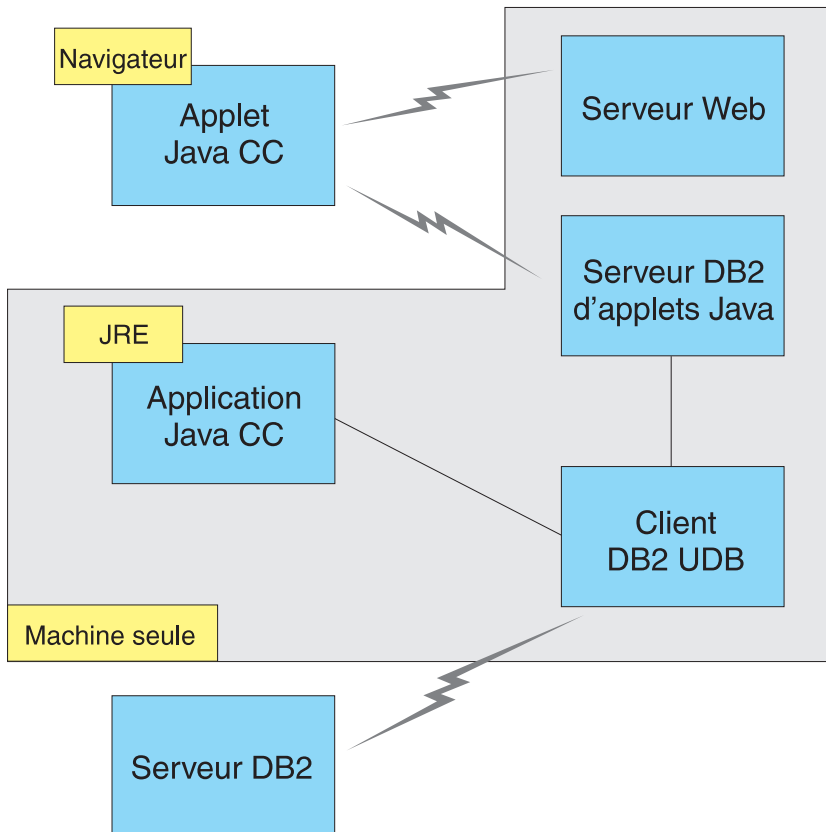 Navigateur
Applet
Java CC
Serveur Web
Serveur DB2
d'applets Java
JRE
Application
Java CC
Client
DB2 UDB
Machine seule
Serveur DB2